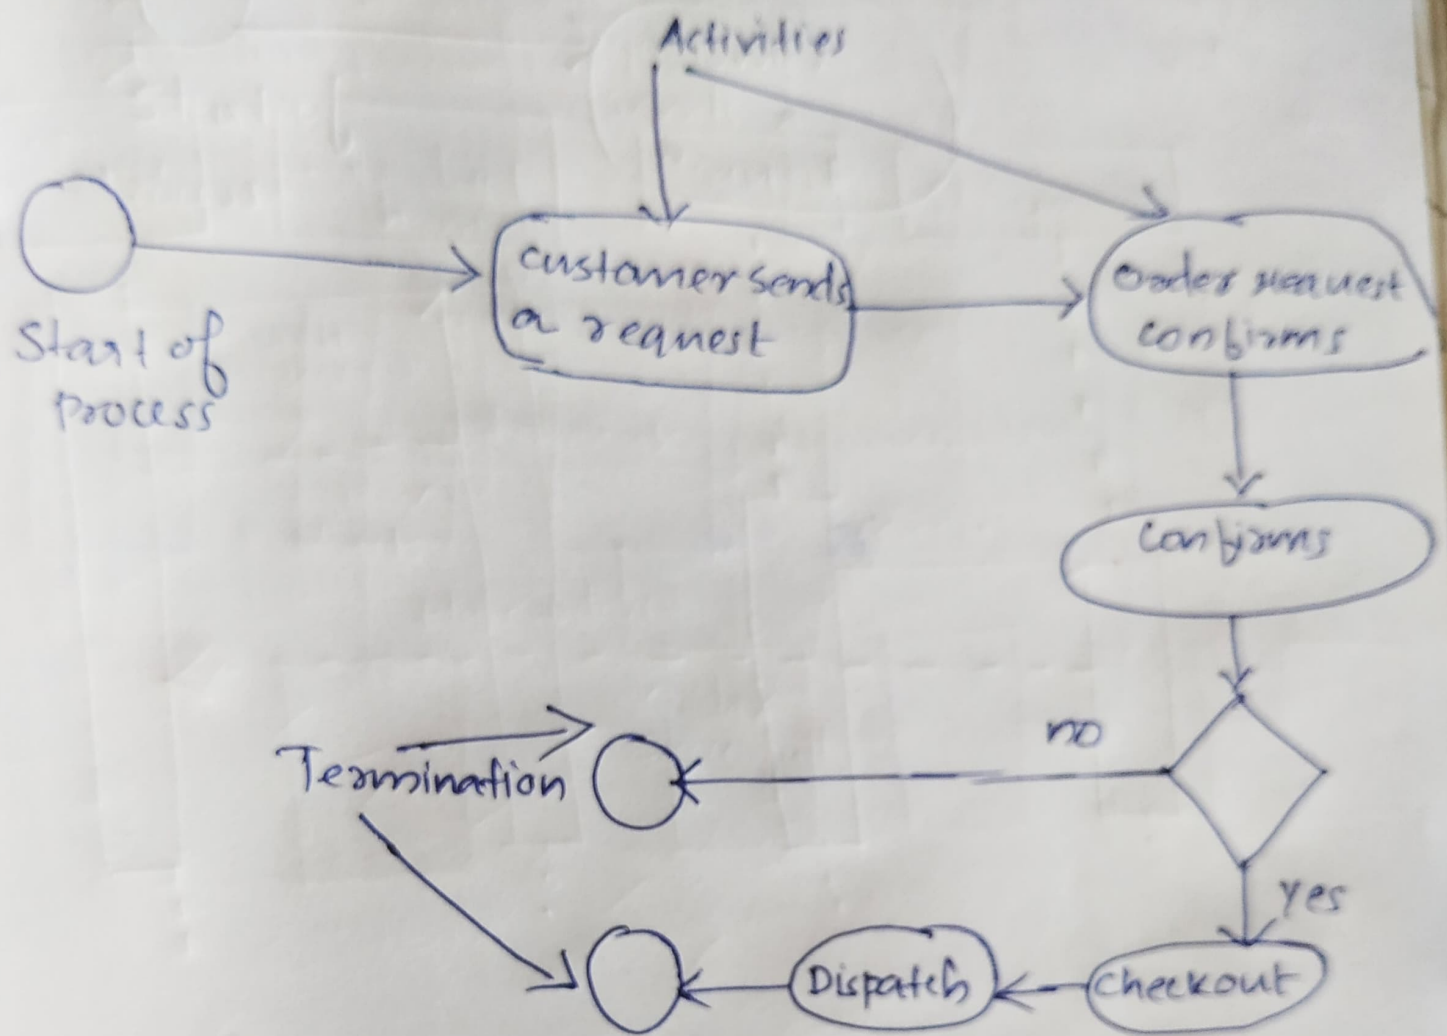 Activities
customer sends
a request
Order request
confirms
Start of
process
confirms
no
Termination
yes
Dispatch
checkout